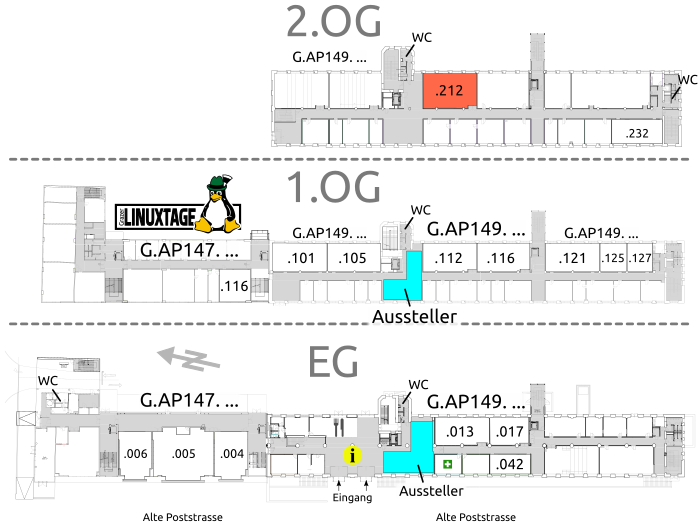 2.OG
WC
G.AP149. ...
WC
.212
.232
1.OG
Grazer
LINUXTAGE
WC
G.AP149. ...
G.AP149. ...
G.AP149. ...
G.AP147. ...
.101
.105
.112
.116
.121
.125
.127
.116
Aussteller
EG
WC
G.AP147. ...
WC
G.AP149. ...
.013
.017
.006
.005
.004
i
.042
Eingang
Aussteller
Alte Poststrasse
Alte Poststrasse